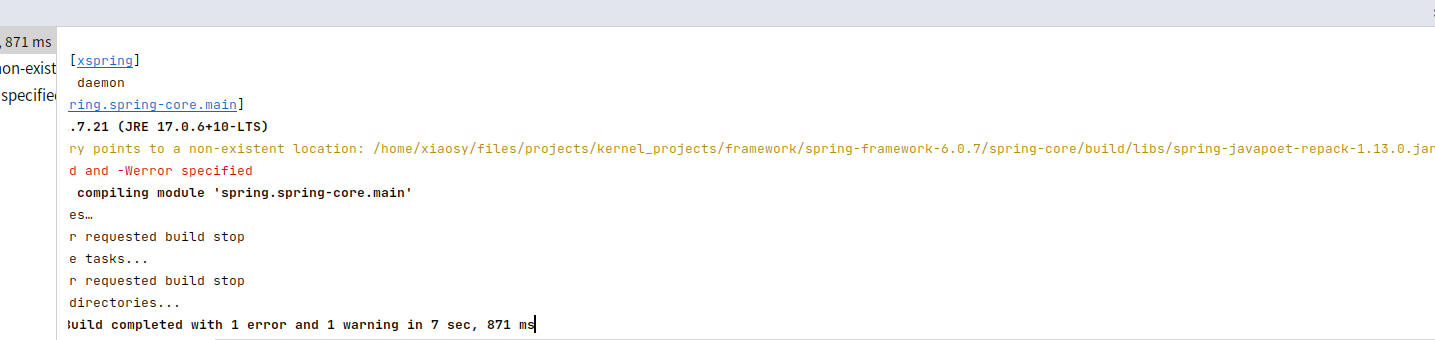 , 871 ms
[xspring]
non-exist
daemon
specified
ring.spring-core.main]
.7.21 (JRE 17.0.6+10-LTS)
ry points to a non-existent location: /home/xiaosy/files/projects/kernel_projects/framework/spring-framework-6.0.7/spring-core/build/libs/spring-javapoet-repack-1.13.0.jar
d and -Werror specified
compiling module 'spring.spring-core.main'
es…
r requested build stop
e tasks...
r requested build stop
directories...
Build completed with 1 error and 1 warning in 7 sec, 871 ms